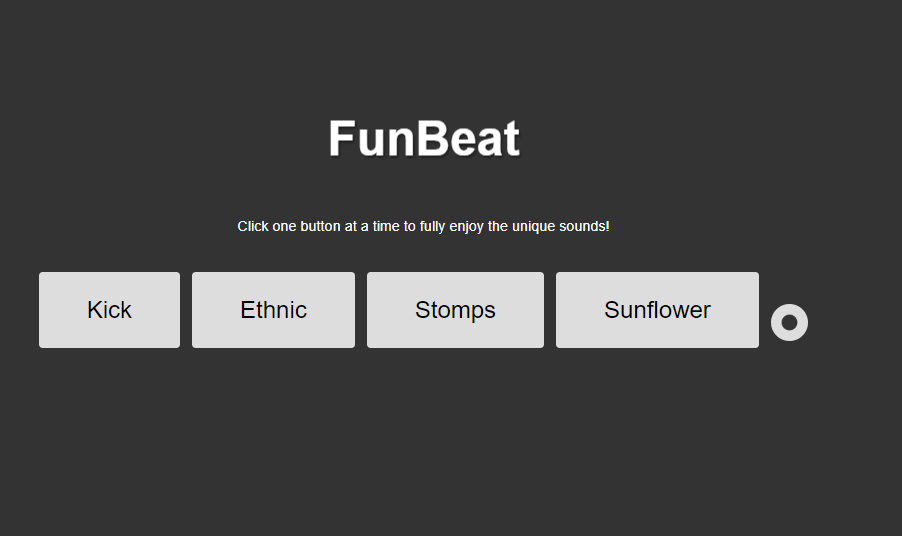 FunBeat
Click one button at a time to fully enjoy the unique sounds!
Kick Ethnic Stomps Sunflower